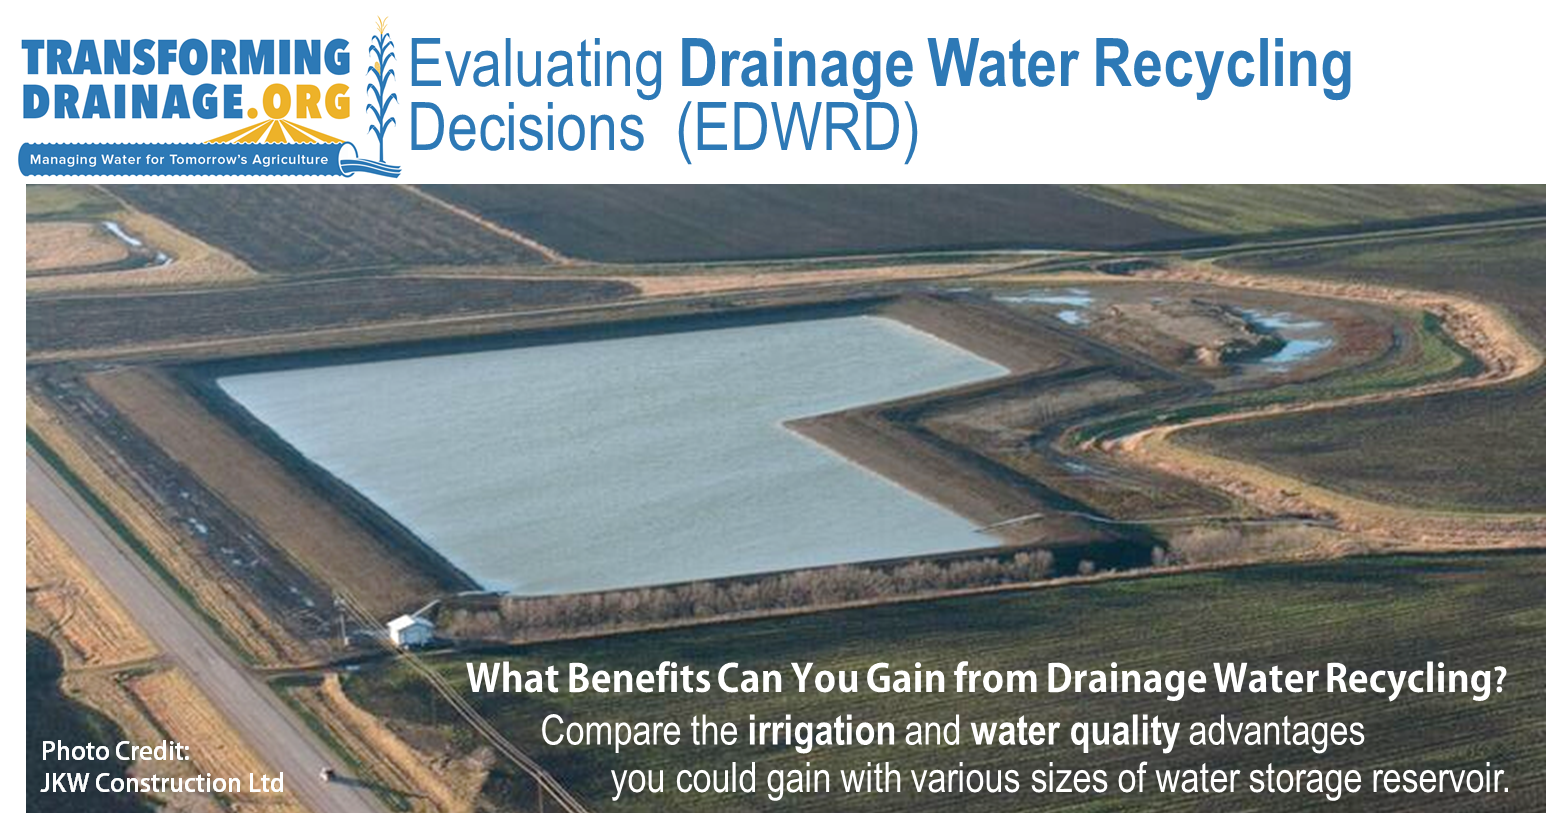 TRANSFORMING
DRAINAGE.ORG
Managing Water for Tomorrow's Agriculture
Evaluating Drainage Water Recycling
Decisions (EDWRD)
What Benefits Can You Gain from Drainage Water Recycling?
Compare the irrigation and water quality advantages
you could gain with various sizes of water storage reservoir.
Photo Credit:
JKW Construction Ltd